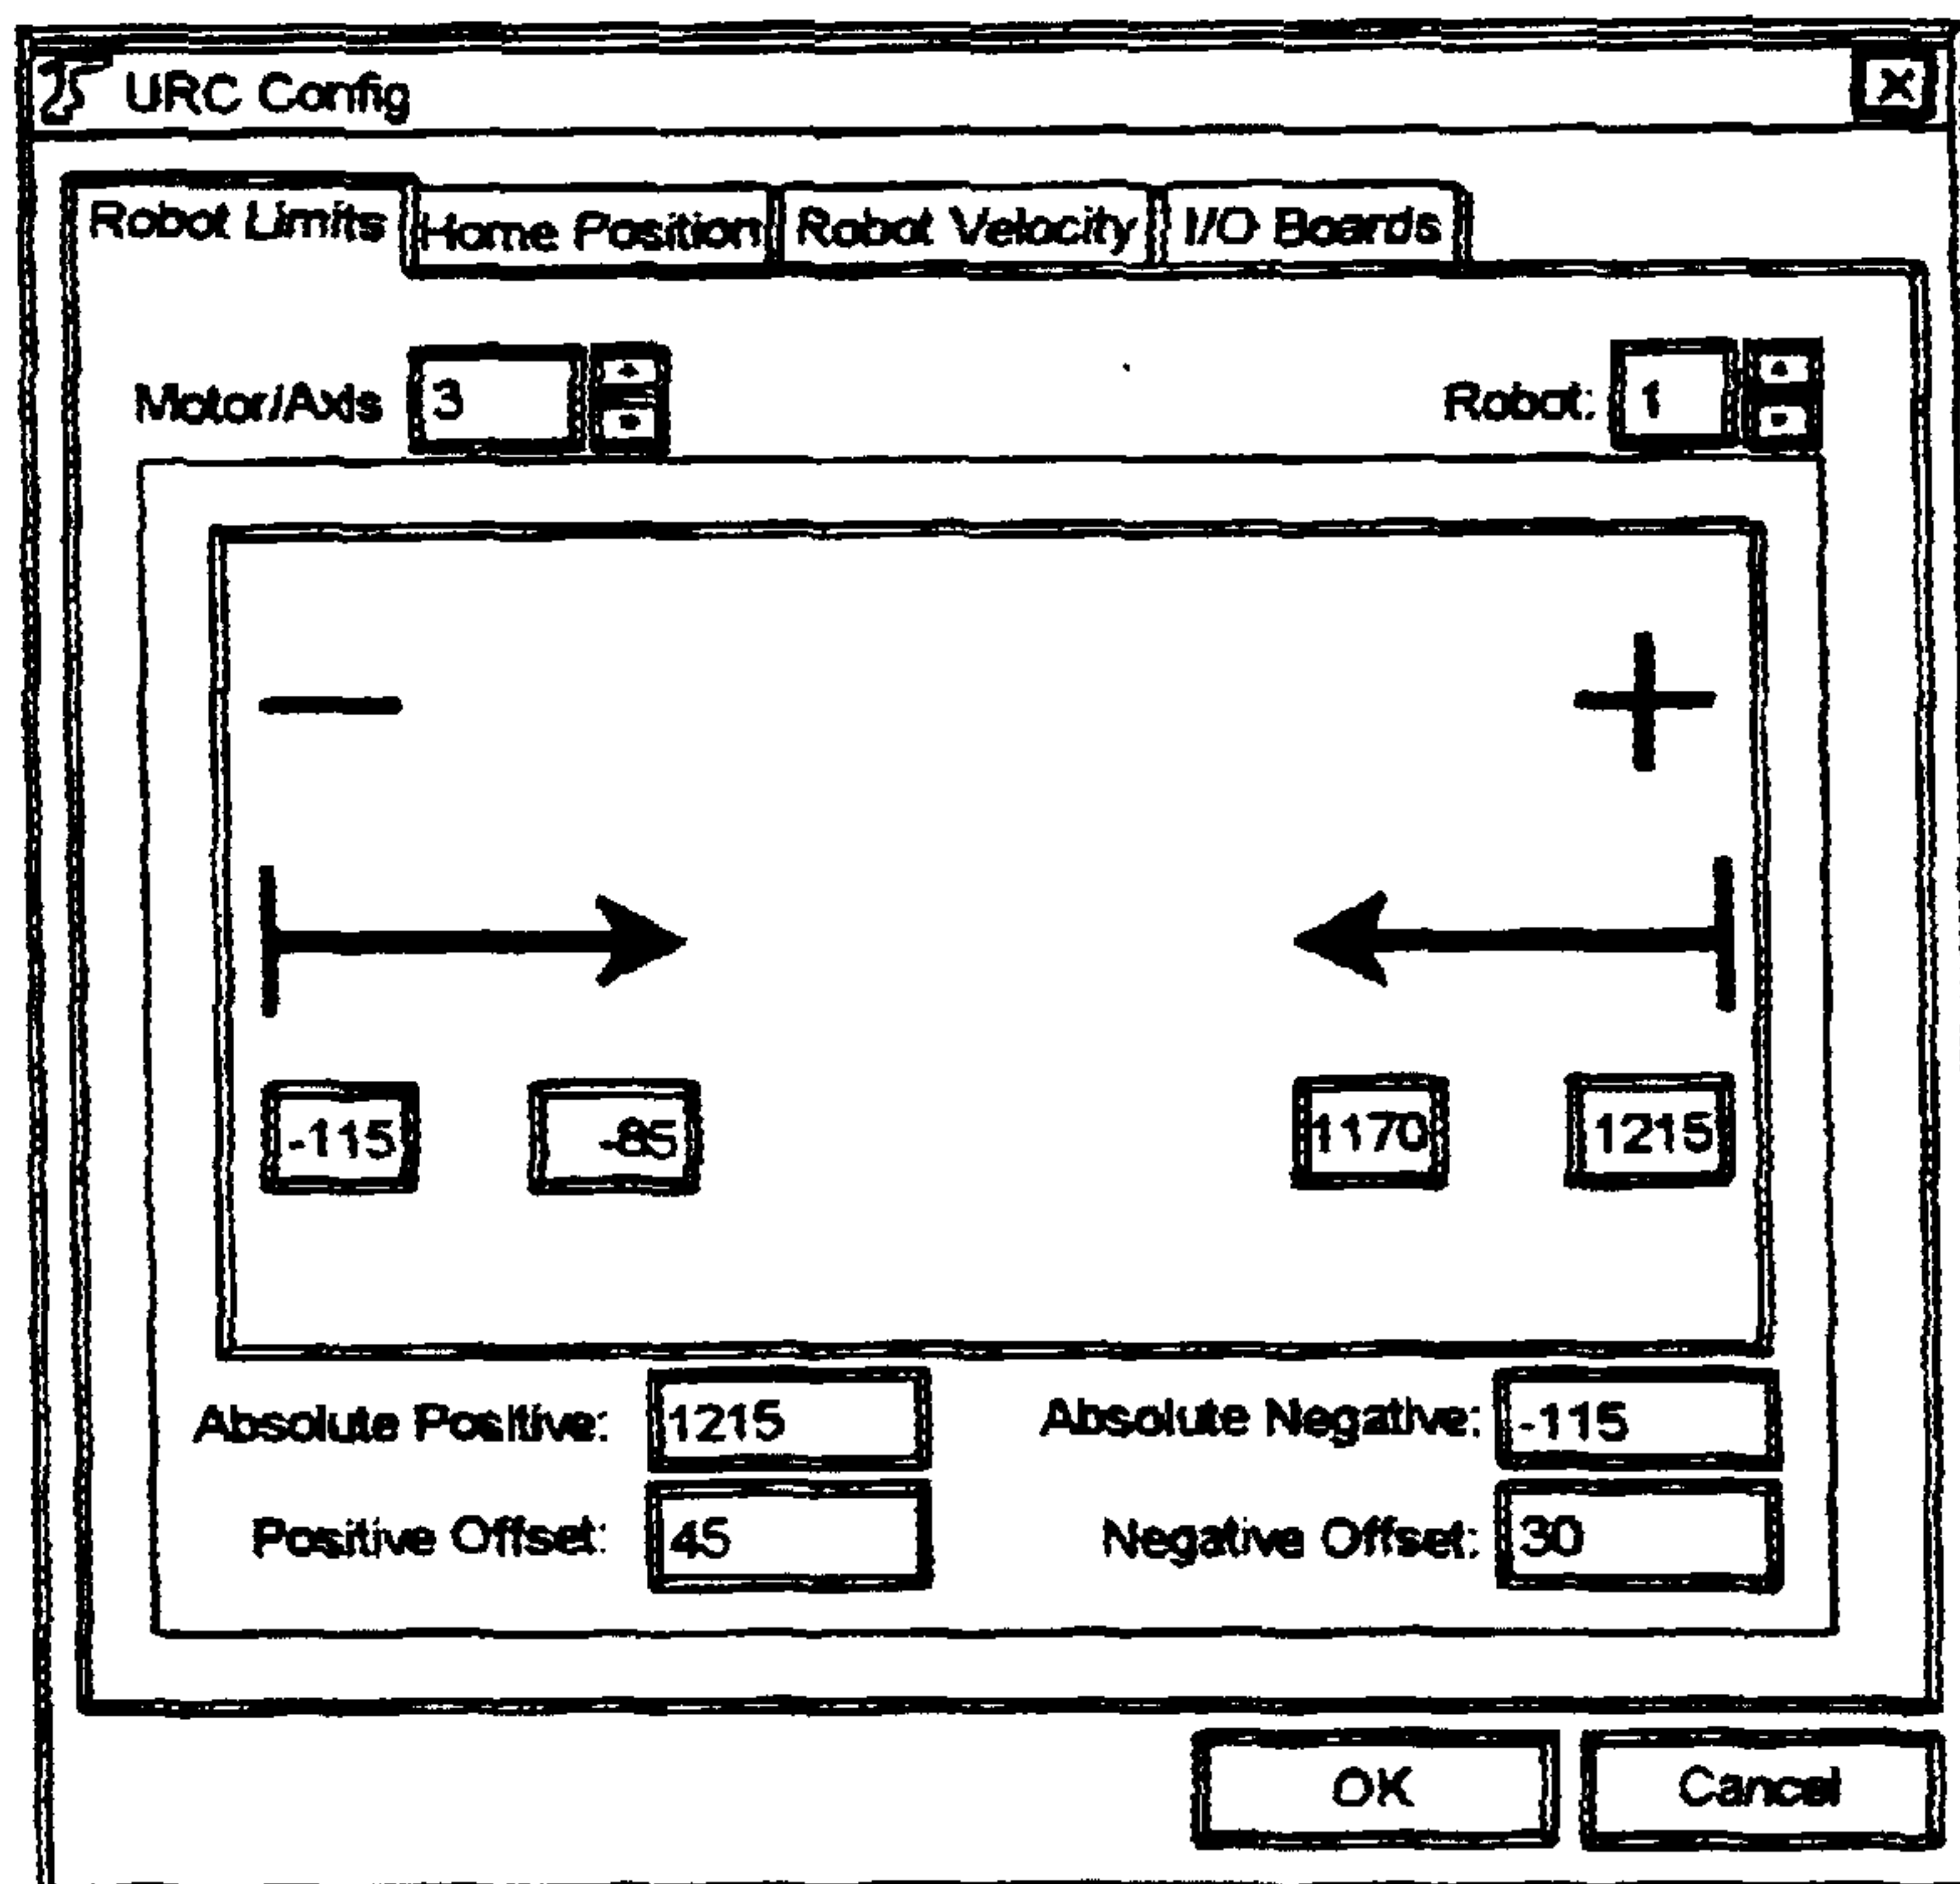 URC Config
Robot Limits Home Position Robot Velocity I/O Boards
Motor/Axis 3 Robot: 1
-115 -85 1170 1215
Absolute Positive: 1215 Absolute Negative: -115
Positive Offset: 45 Negative Offset: 30
OK Cancel